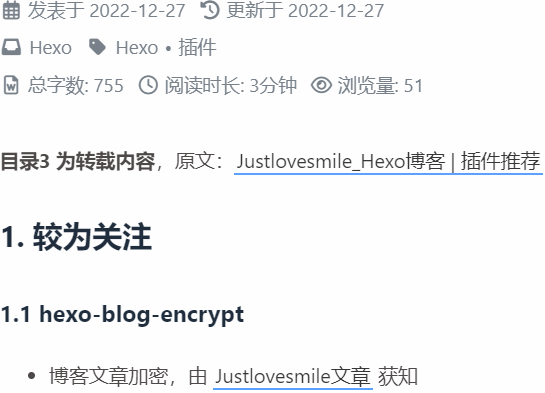 发表于 2022-12-27 更新于 2022-12-27
Hexo Hexo • 插件
总字数: 755 阅读时长: 3分钟 浏览量: 51
目录3 为转载内容，原文：Justlovesmile_Hexo博客 | 插件推荐
1. 较为关注
1.1 hexo-blog-encrypt
• 博客文章加密，由 Justlovesmile文章 获知